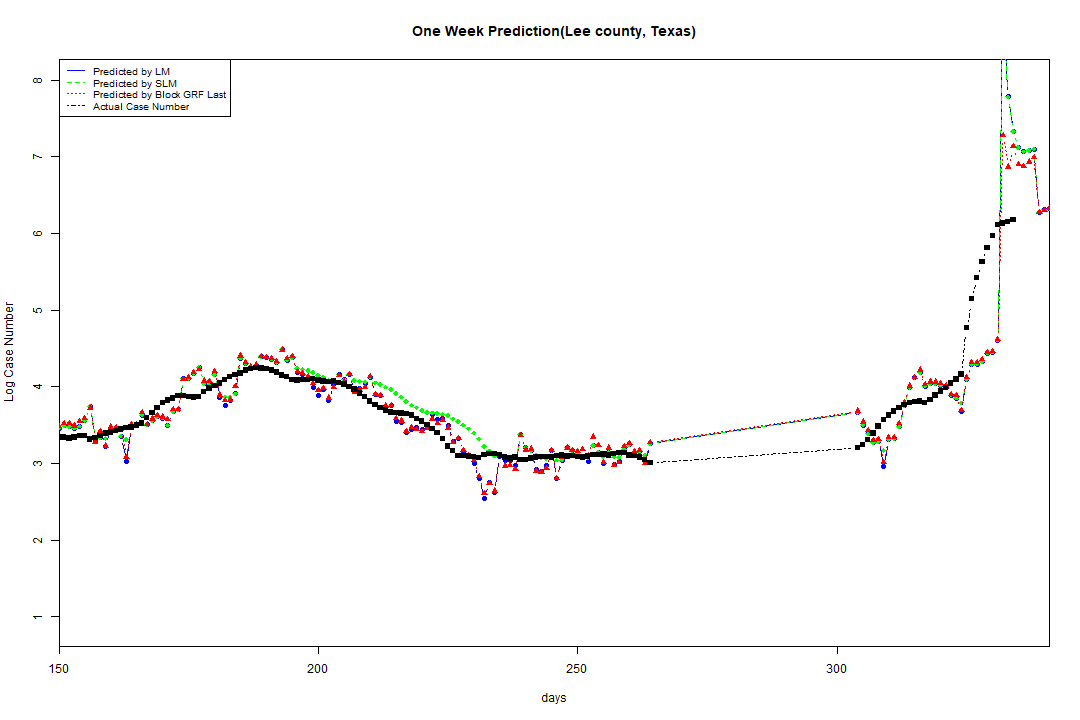 One Week Prediction(Lee county, Texas)
Predicted by LM
Predicted by SLM
Predicted by Block GRF Last
Actual Case Number
8
7
6
5
4
3
2
1
Log Case Number
150 200 250 300
days